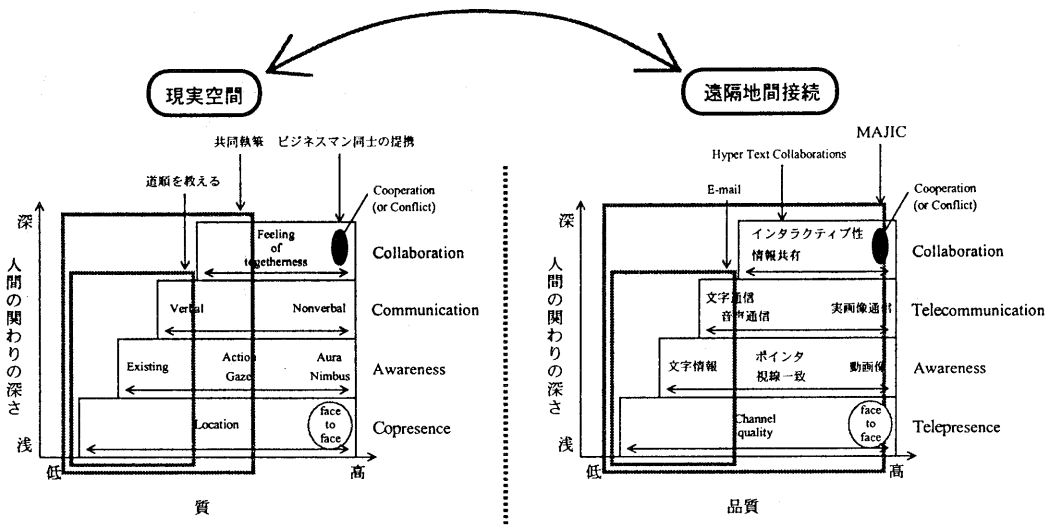 現実空間
共同執筆
ビジネスマン同士の提携
道順を教える
Cooperation
(or Conflict)
深
人間の関わりの深さ
浅
Feeling
of
togetherness
Collaboration
Verbal
Nonverbal
Communication
Existing
Action
Gaze
Aura
Nimbus
Awareness
Location
face
to
face
Copresence
低
高
質
遠隔地間接続
MAJIC
Hyper Text Collaborations
E-mail
Cooperation
(or Conflict)
深
人間の関わりの深さ
浅
インタラクティブ性
情報共有
Collaboration
文字通信
音声通信
実画像通信
Telecommunication
文字情報
ポインタ
視線一致
動画像
Awareness
Channel
quality
face
to
face
Telepresence
低
高
品質